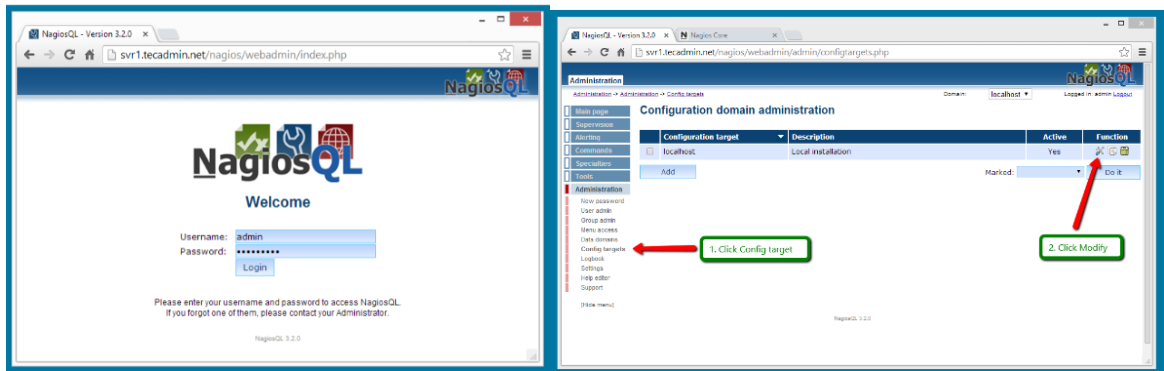 NagiosQL - Version 3.2.0
svr1.tecadmin.net/nagios/webadmin/index.php
NagiosQL
NagiosQL
Welcome
Username: admin
Password: •••••••••
Login
Please enter your username and password to access NagiosQL.
If you forgot one of them, please contact your Administrator.
NagiosQL 3.2.0
NagiosQL - Version 3.2.0
Nagios Core
svr1.tecadmin.net/nagios/webadmin/admin/configtargets.php
Administration
NagiosQL
Administration -> Administration -> Config targets
Domain: localhost
Logged in: admin Logout
Main page
Supervision
Alerting
Commands
Specialties
Tools
Administration
New password
User admin
Group admin
Menu access
Data domains
Config targets
Logbook
Settings
Help editor
Support
[Hide menu]
Configuration domain administration
Configuration target Description Active Function
localhost Local installation Yes
Add Marked: Do it
1. Click Config target
2. Click Modify
NagiosQL 3.2.0